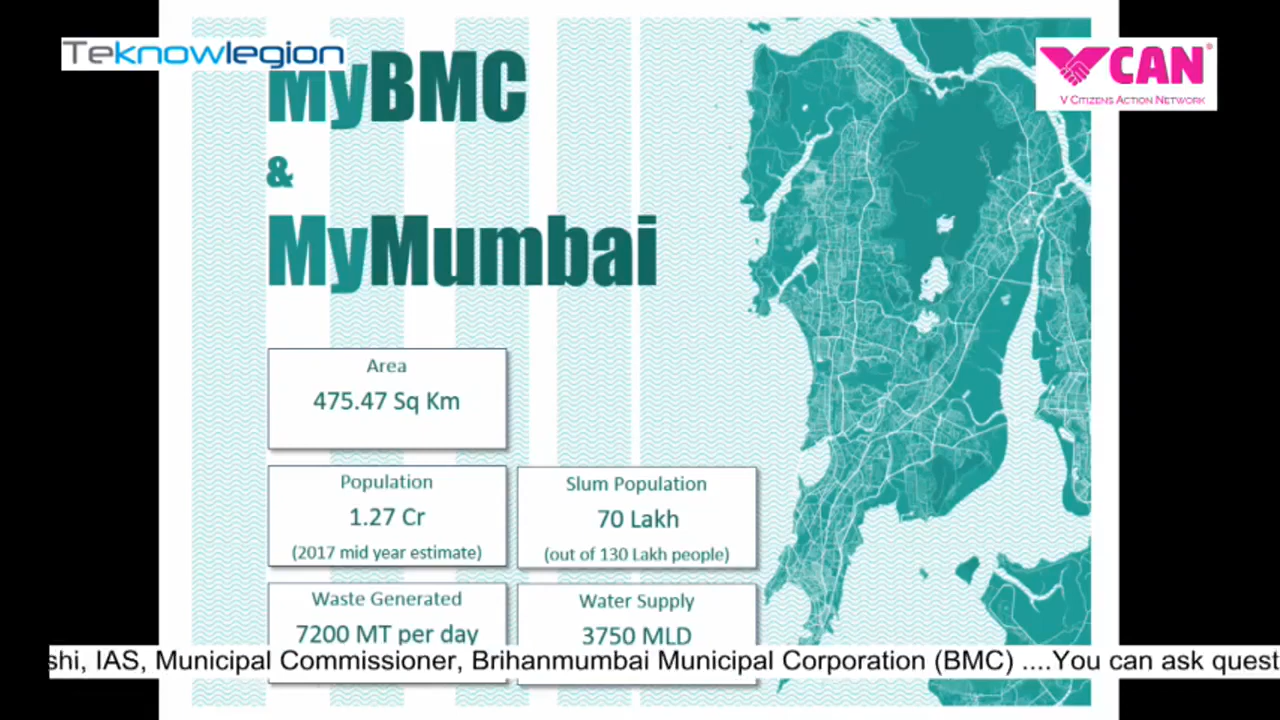 Teknowlegion
CAN®
V CITIZENS ACTION NETWORK
MyBMC
&
MyMumbai
Area
475.47 Sq Km
Population
1.27 Cr
(2017 mid year estimate)
Slum Population
70 Lakh
(out of 130 Lakh people)
Waste Generated
7200 MT per day
Water Supply
3750 MLD
shi, IAS, Municipal Commissioner, Brihanmumbai Municipal Corporation (BMC) ....You can ask quest